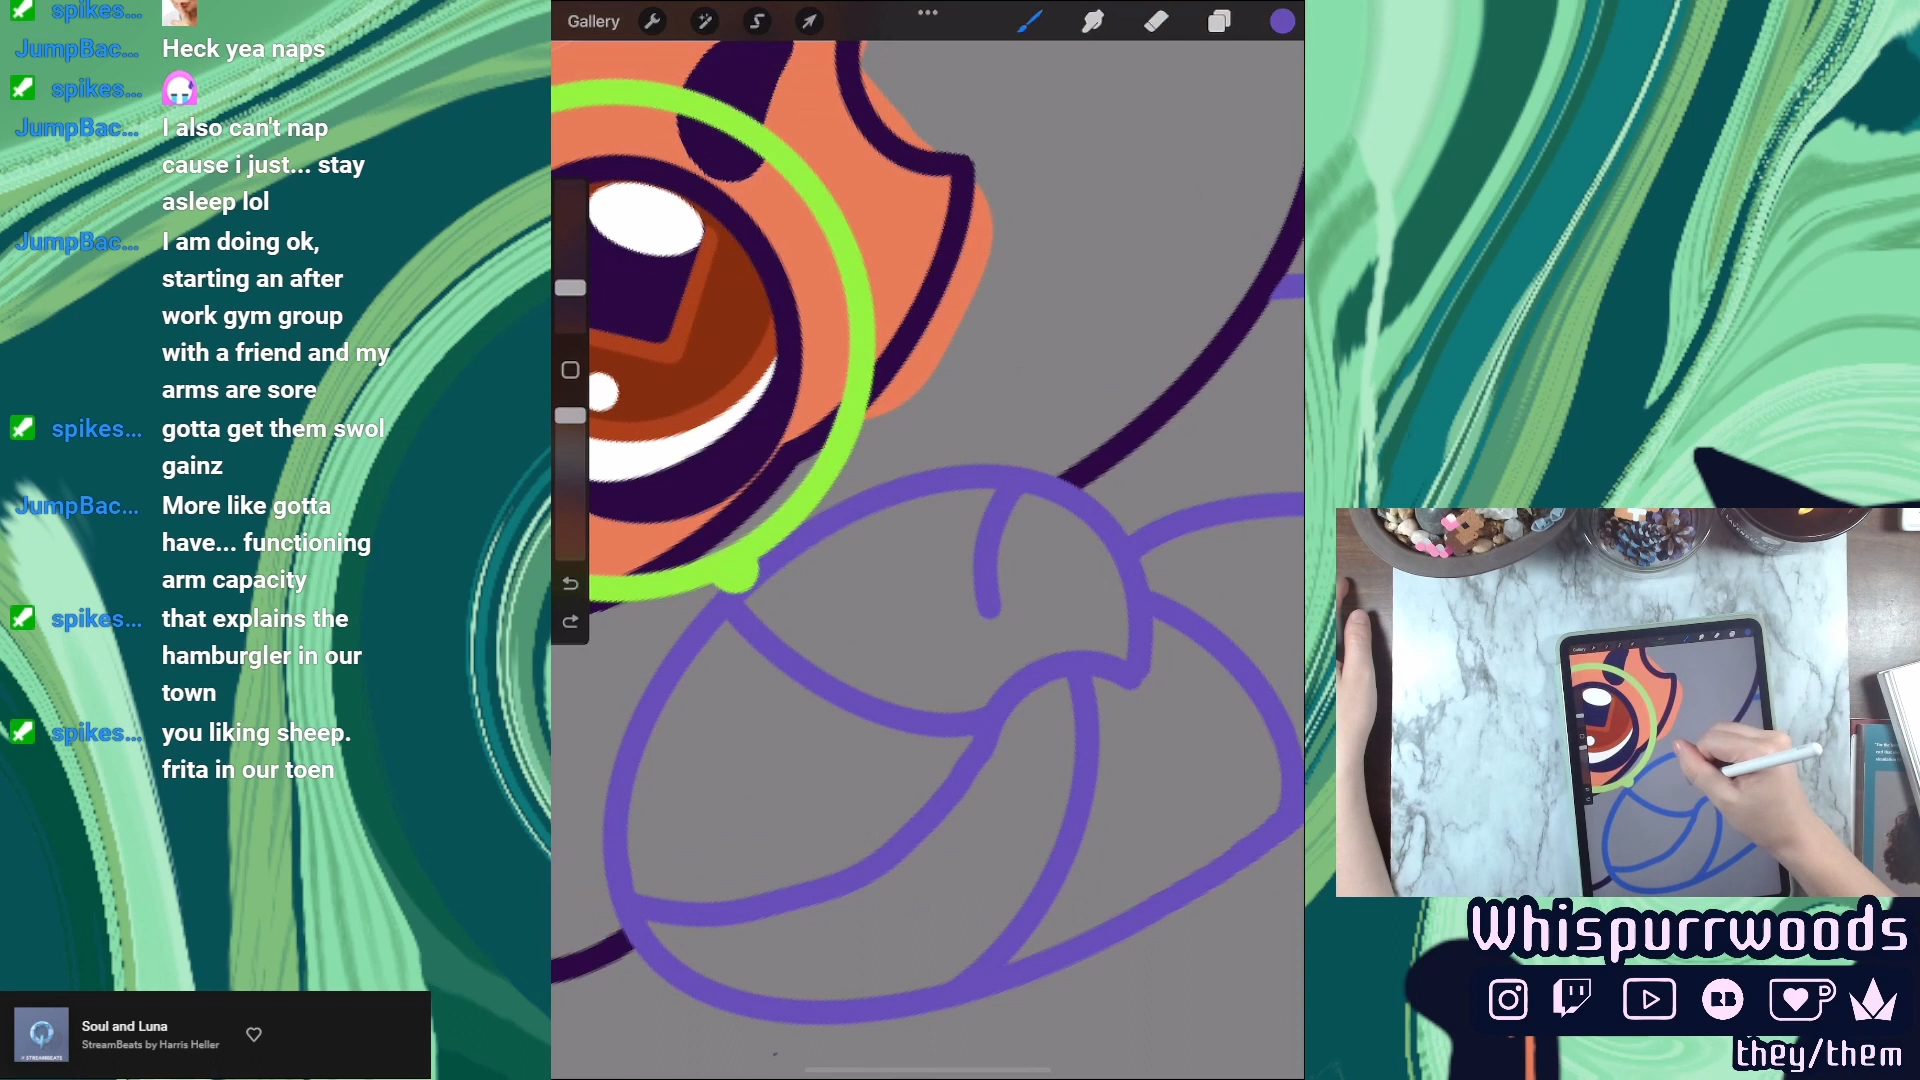 spikes...
JumpBac... Heck yea naps
spikes...
JumpBac... I also can't nap
cause i just... stay
asleep lol
JumpBac... I am doing ok,
starting an after
work gym group
with a friend and my
arms are sore
spikes... gotta get them swol
gainz
JumpBac... More like gotta
have... functioning
arm capacity
spikes... that explains the
hamburgler in our
town
spikes... you liking sheep.
frita in our toen
Soul and Luna
StreamBeats by Harris Heller
STREAMBEATS
Gallery
Whispurrwoods
RB
they/them